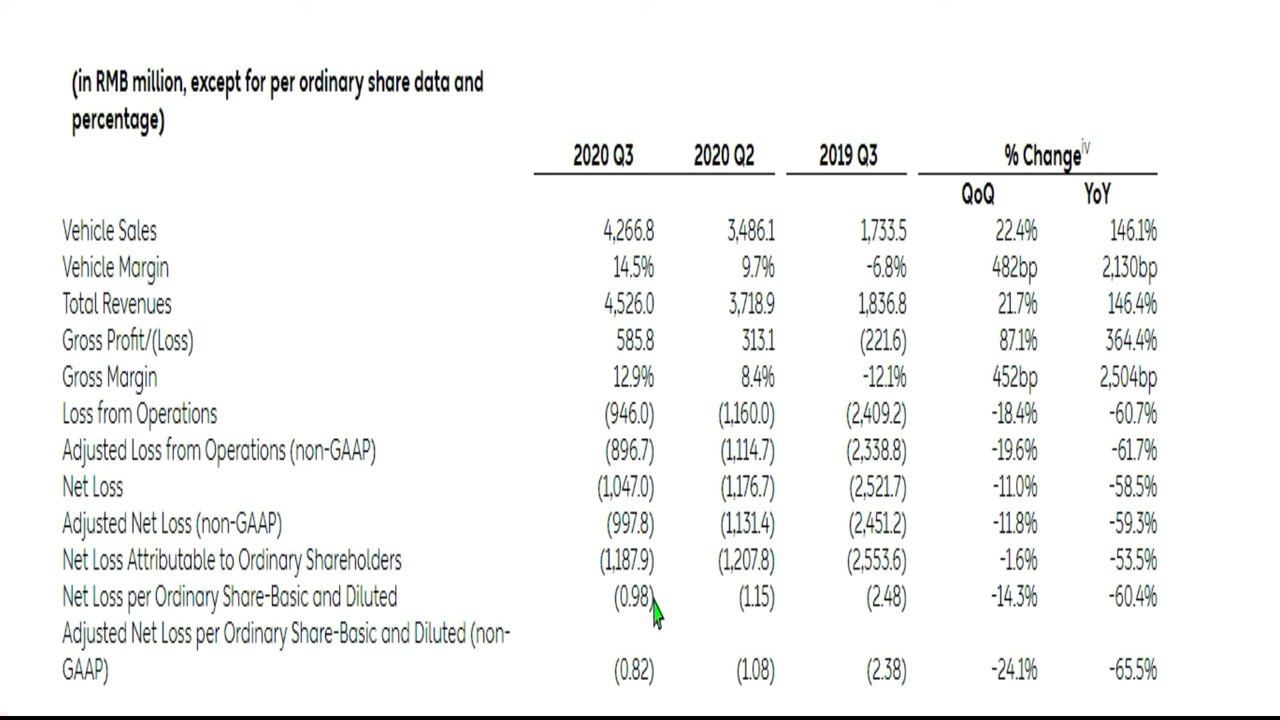 (in RMB million, except for per ordinary share data and
percentage)
2020 Q3 2020 Q2 2019 Q3 % Changeiv
QoQ YoY
Vehicle Sales 4,266.8 3,486.1 1,733.5 22.4% 146.1%
Vehicle Margin 14.5% 9.7% -6.8% 482bp 2,130bp
Total Revenues 4,526.0 3,718.9 1,836.8 21.7% 146.4%
Gross Profit/(Loss) 585.8 313.1 (221.6) 87.1% 364.4%
Gross Margin 12.9% 8.4% -12.1% 452bp 2,504bp
Loss from Operations (946.0) (1,160.0) (2,409.2) -18.4% -60.7%
Adjusted Loss from Operations (non-GAAP) (896.7) (1,114.7) (2,338.8) -19.6% -61.7%
Net Loss (1,047.0) (1,176.7) (2,521.7) -11.0% -58.5%
Adjusted Net Loss (non-GAAP) (997.8) (1,131.4) (2,451.2) -11.8% -59.3%
Net Loss Attributable to Ordinary Shareholders (1,187.9) (1,207.8) (2,553.6) -1.6% -53.5%
Net Loss per Ordinary Share-Basic and Diluted (0.98) (1.15) (2.48) -14.3% -60.4%
Adjusted Net Loss per Ordinary Share-Basic and Diluted (non-
GAAP) (0.82) (1.08) (2.38) -24.1% -65.5%